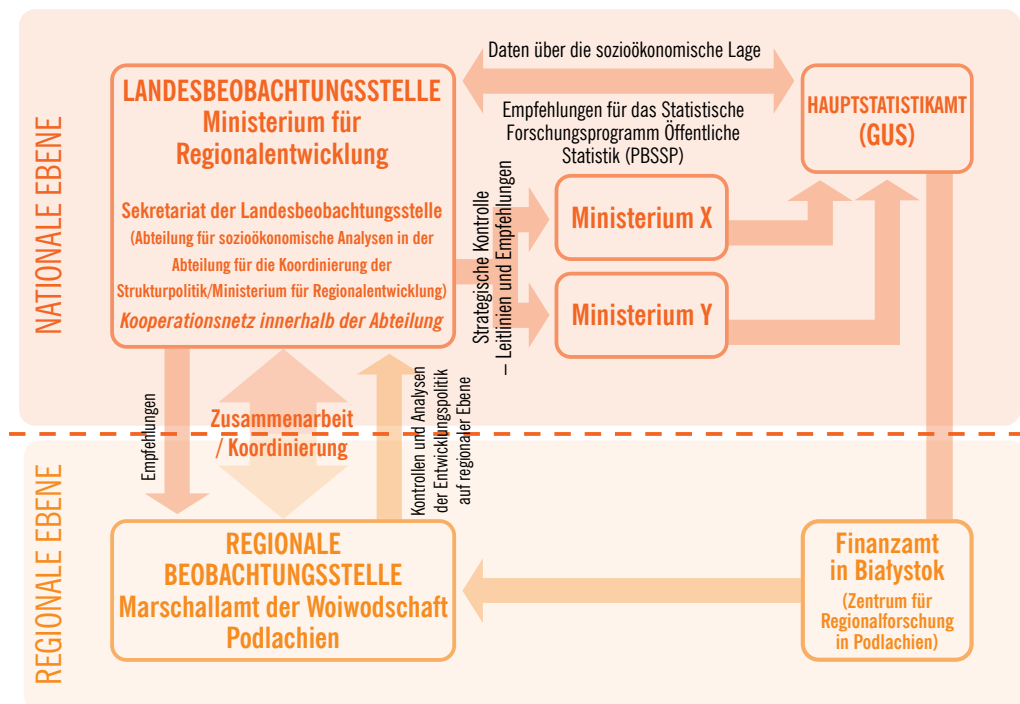 NATIONALE EBENE
Daten über die sozioökonomische Lage
LANDESBEOBACHTUNGSSTELLE
Ministerium für
Regionalentwicklung
Sekretariat der Landesbeobachtungsstelle
(Abteilung für sozioökonomische Analysen in der
Abteilung für die Koordinierung der
Strukturpolitik/Ministerium für Regionalentwicklung)
Kooperationsnetz innerhalb der Abteilung
Empfehlungen für das Statistische
Forschungsprogramm Öffentliche
Statistik (PBSSP)
HAUPTSTATISTIKAMT
(GUS)
Strategische Kontrolle
– Leitlinien und Empfehlungen
Ministerium X
Ministerium Y
Empfehlungen
Zusammenarbeit
/ Koordinierung
Kontrollen und Analysen
der Entwicklungspolitik
auf regionaler Ebene
REGIONALE EBENE
REGIONALE
BEOBACHTUNGSSTELLE
Marschallamt der Woiwodschaft
Podlachien
Finanzamt
in Białystok
(Zentrum für
Regionalforschung
in Podlachien)